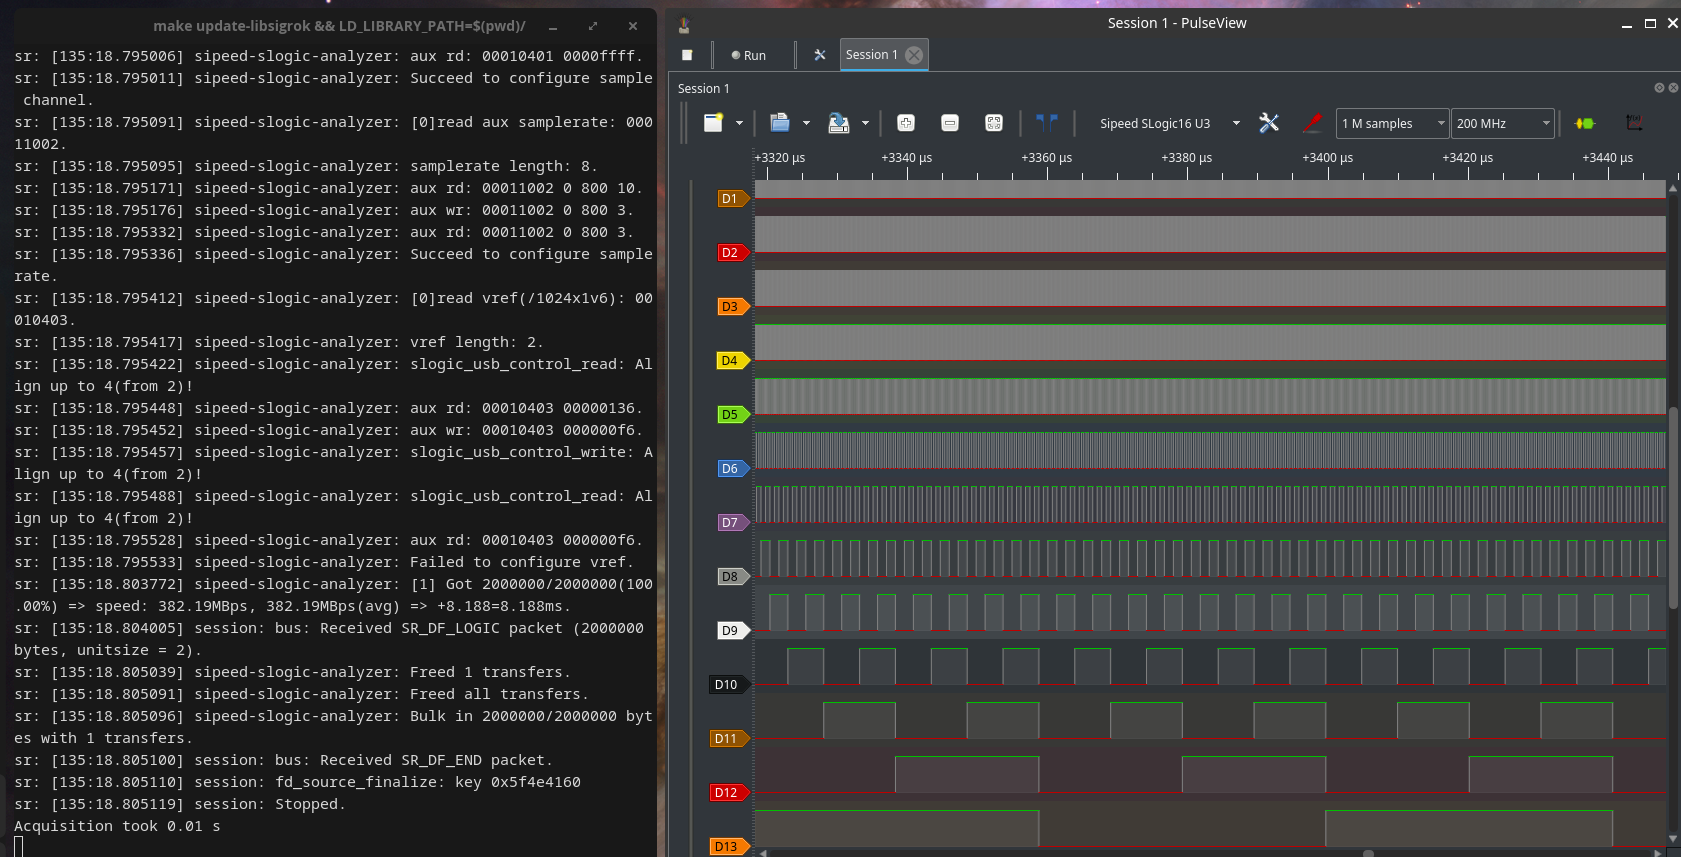 make update-libsigrok && LD_LIBRARY_PATH=$(pwd)/
sr: [135:18.795006] sipeed-slogic-analyzer: aux rd: 00010401 0000ffff.
sr: [135:18.795011] sipeed-slogic-analyzer: Succeed to configure sample
 channel.
sr: [135:18.795091] sipeed-slogic-analyzer: [0]read aux samplerate: 000
11002.
sr: [135:18.795095] sipeed-slogic-analyzer: samplerate length: 8.
sr: [135:18.795171] sipeed-slogic-analyzer: aux rd: 00011002 0 800 10.
sr: [135:18.795176] sipeed-slogic-analyzer: aux wr: 00011002 0 800 3.
sr: [135:18.795332] sipeed-slogic-analyzer: aux rd: 00011002 0 800 3.
sr: [135:18.795336] sipeed-slogic-analyzer: Succeed to configure sample
rate.
sr: [135:18.795412] sipeed-slogic-analyzer: [0]read vref(/1024x1v6): 00
010403.
sr: [135:18.795417] sipeed-slogic-analyzer: vref length: 2.
sr: [135:18.795422] sipeed-slogic-analyzer: slogic_usb_control_read: Al
ign up to 4(from 2)!
sr: [135:18.795448] sipeed-slogic-analyzer: aux rd: 00010403 00000136.
sr: [135:18.795452] sipeed-slogic-analyzer: aux wr: 00010403 000000f6.
sr: [135:18.795457] sipeed-slogic-analyzer: slogic_usb_control_write: A
lign up to 4(from 2)!
sr: [135:18.795488] sipeed-slogic-analyzer: slogic_usb_control_read: Al
ign up to 4(from 2)!
sr: [135:18.795528] sipeed-slogic-analyzer: aux rd: 00010403 000000f6.
sr: [135:18.795533] sipeed-slogic-analyzer: Failed to configure vref.
sr: [135:18.803772] sipeed-slogic-analyzer: [1] Got 2000000/2000000(100
.00%) => speed: 382.19MBps, 382.19MBps(avg) => +8.188=8.188ms.
sr: [135:18.804005] session: bus: Received SR_DF_LOGIC packet (2000000
bytes, unitsize = 2).
sr: [135:18.805039] sipeed-slogic-analyzer: Freed 1 transfers.
sr: [135:18.805091] sipeed-slogic-analyzer: Freed all transfers.
sr: [135:18.805096] sipeed-slogic-analyzer: Bulk in 2000000/2000000 byt
es with 1 transfers.
sr: [135:18.805100] session: bus: Received SR_DF_END packet.
sr: [135:18.805110] session: fd_source_finalize: key 0x5f4e4160
sr: [135:18.805119] session: Stopped.
Acquisition took 0.01 s
Session 1 - PulseView
Run
Session 1
Session 1
Sipeed SLogic16 U3
1 M samples
200 MHz
+3320 µs +3340 µs +3360 µs +3380 µs +3400 µs +3420 µs +3440 µs
D1
D2
D3
D4
D5
D6
D7
D8
D9
D10
D11
D12
D13